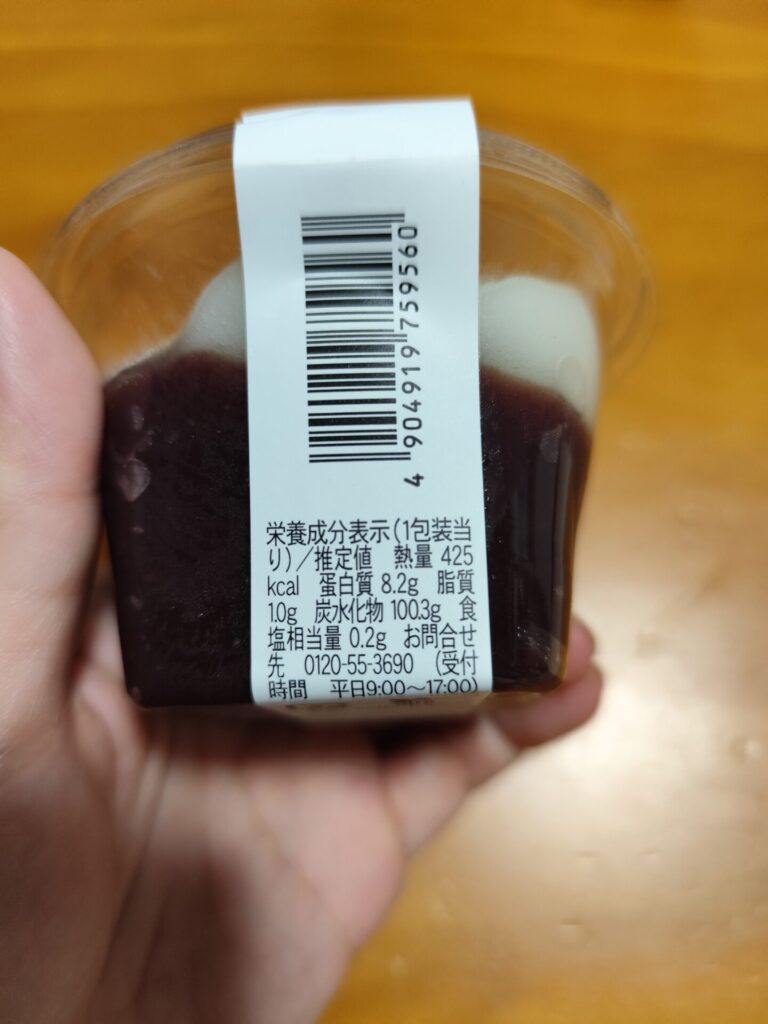 4 904919 759560
栄養成分表示(1包装当
り)/推定値 熱量 425
kcal 蛋白質 8.2g 脂質
1.0g 炭水化物 100.3g 食
塩相当量 0.2g お問合せ
先 0120-55-3690 (受付
時間 平日9:00～17:00)